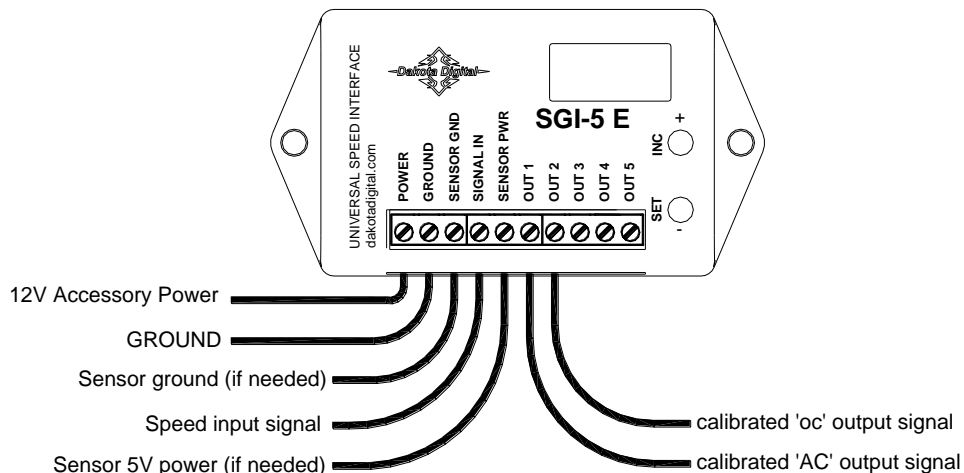 UNIVERSAL SPEED INTERFACE
dakotadigital.com
Dakota Digital
SGI-5 E
POWER
GROUND
SENSOR GND
SIGNAL IN
SENSOR PWR
OUT 1
OUT 2
OUT 3
OUT 4
OUT 5
+
INC
SET
-
12V Accessory Power
GROUND
Sensor ground (if needed)
Speed input signal
Sensor 5V power (if needed)
calibrated 'oc' output signal
calibrated 'AC' output signal